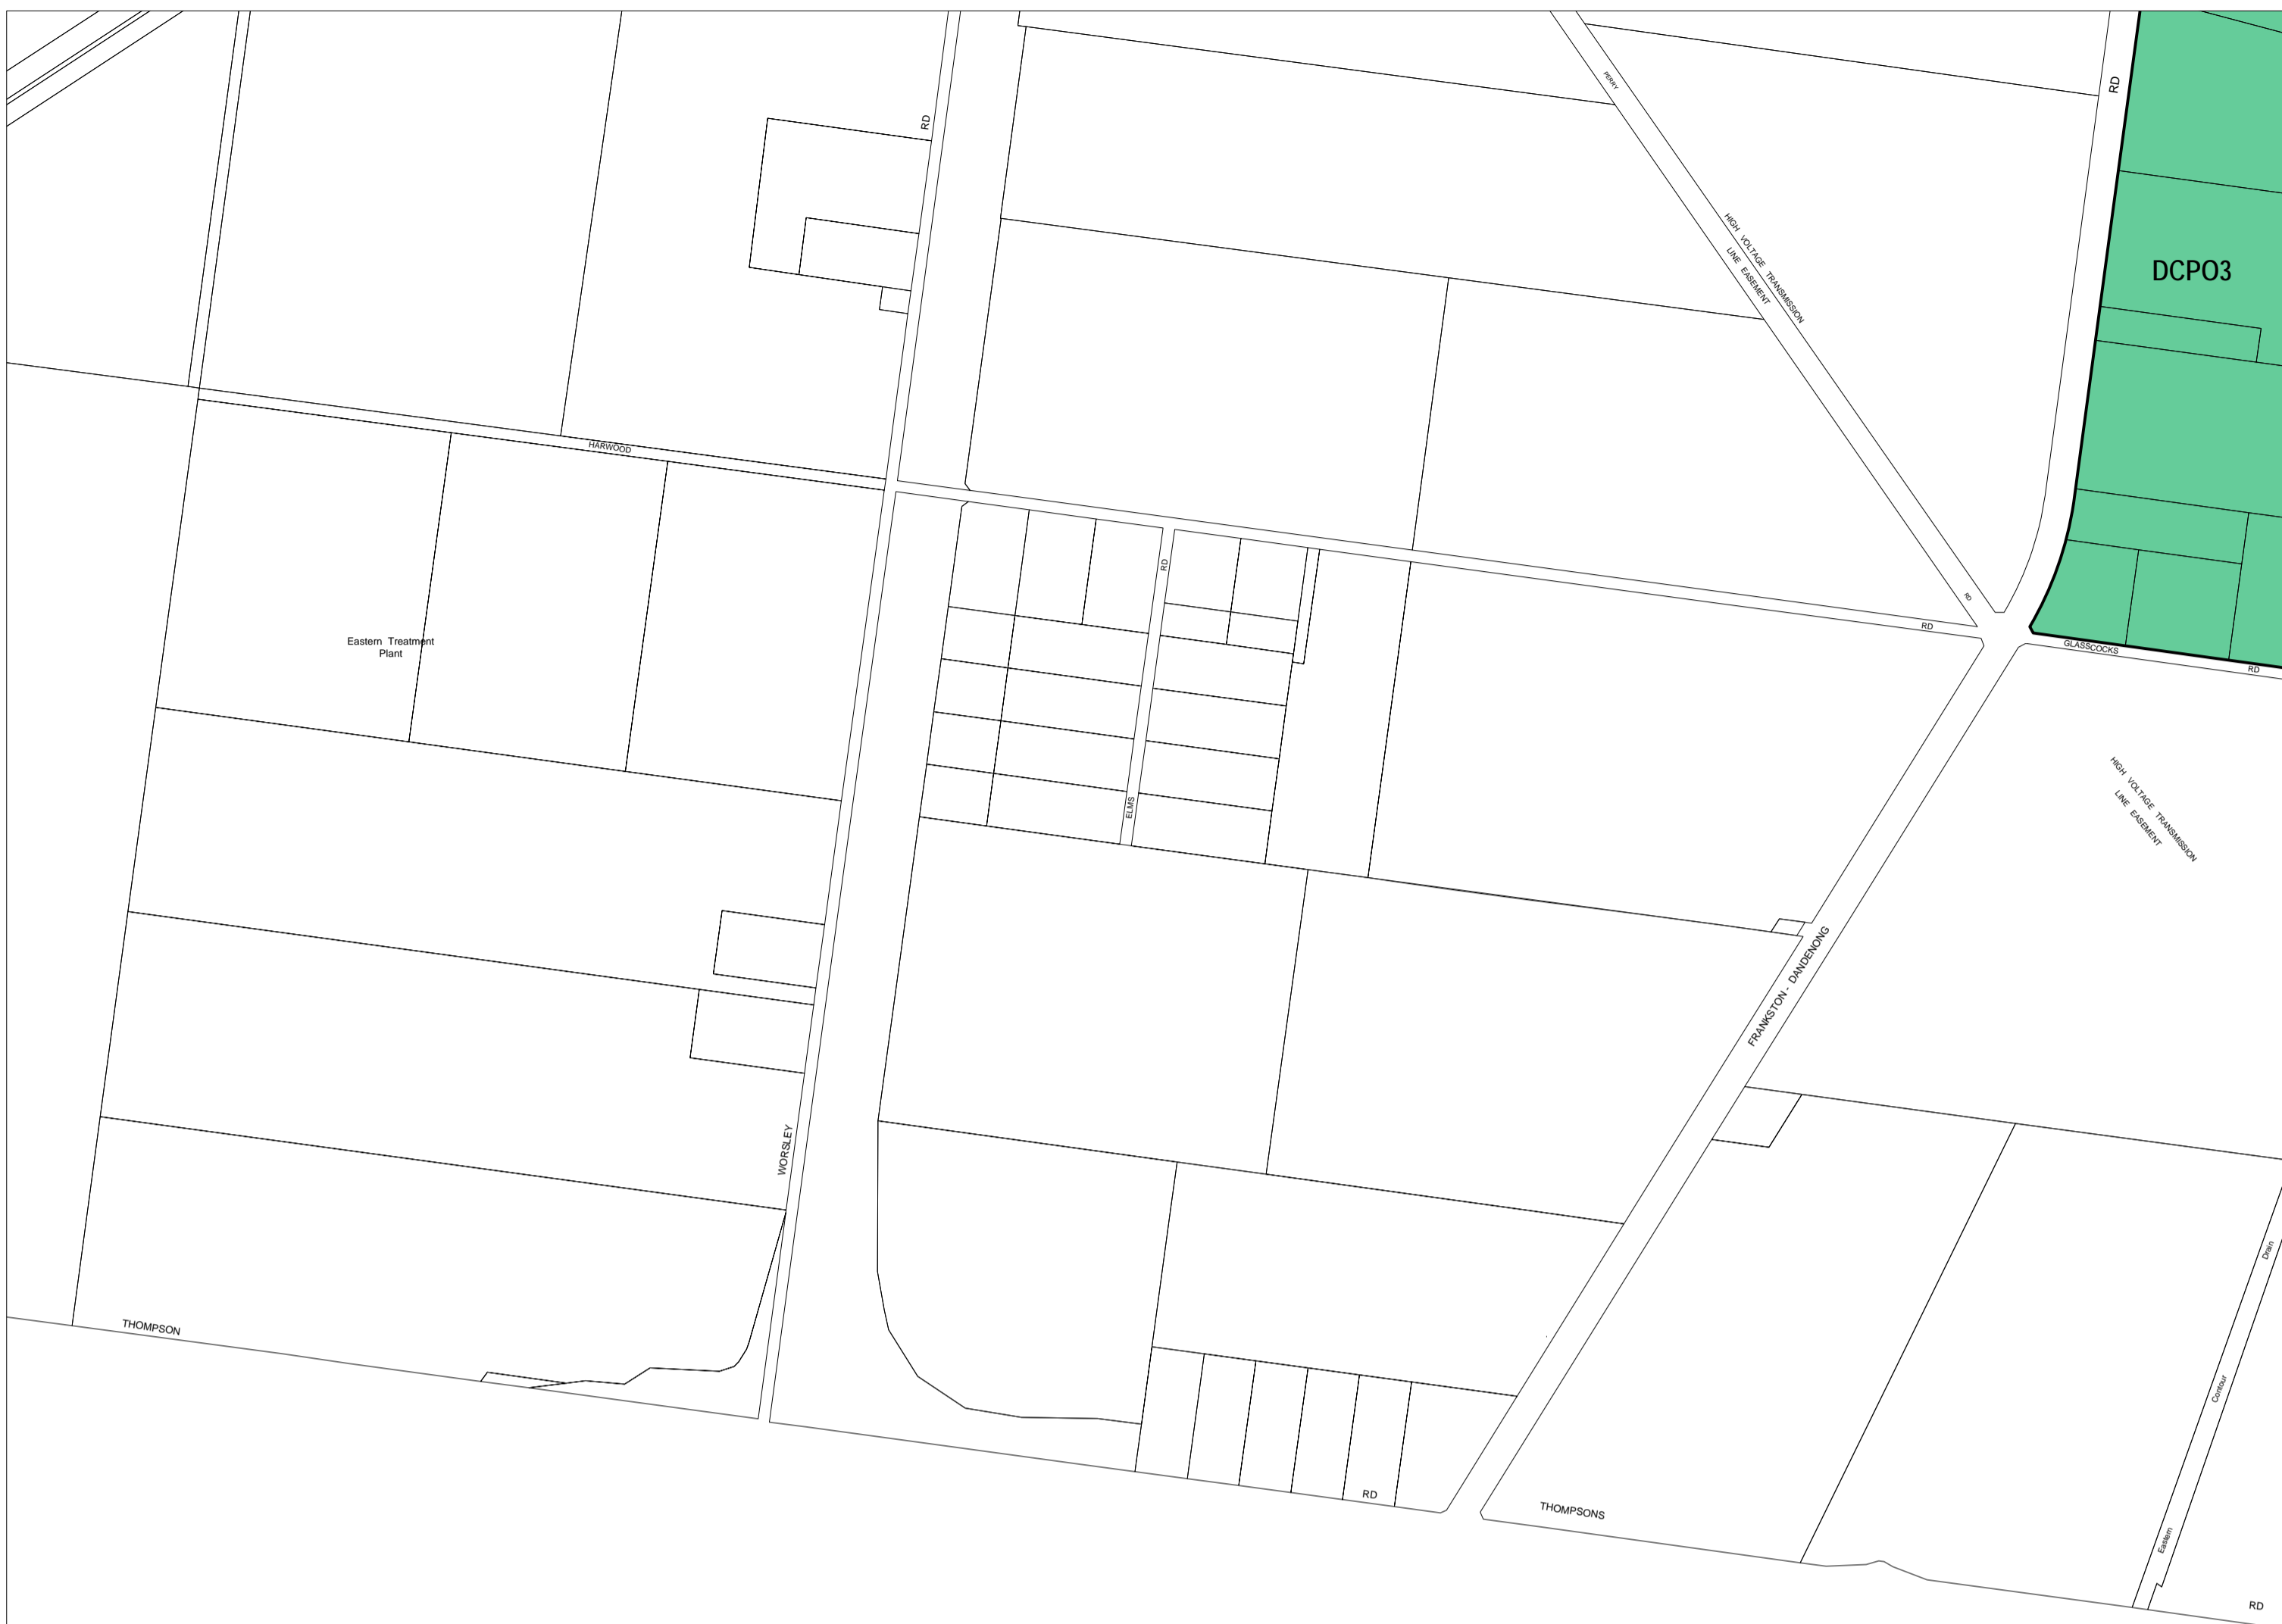 RD
PERRY
RD
HIGH VOLTAGE TRANSMISSION
LINE EASEMENT
DCPO3
HARWOOD
RD
RD
RD
GLASSCOCKS
RD
Eastern Treatment
Plant
ELMS
HIGH VOLTAGE TRANSMISSION
LINE EASEMENT
FRANKSTON - DANDENONG
WORSLEY
Drain
Contour
Eastern
THOMPSON
RD
THOMPSONS
RD